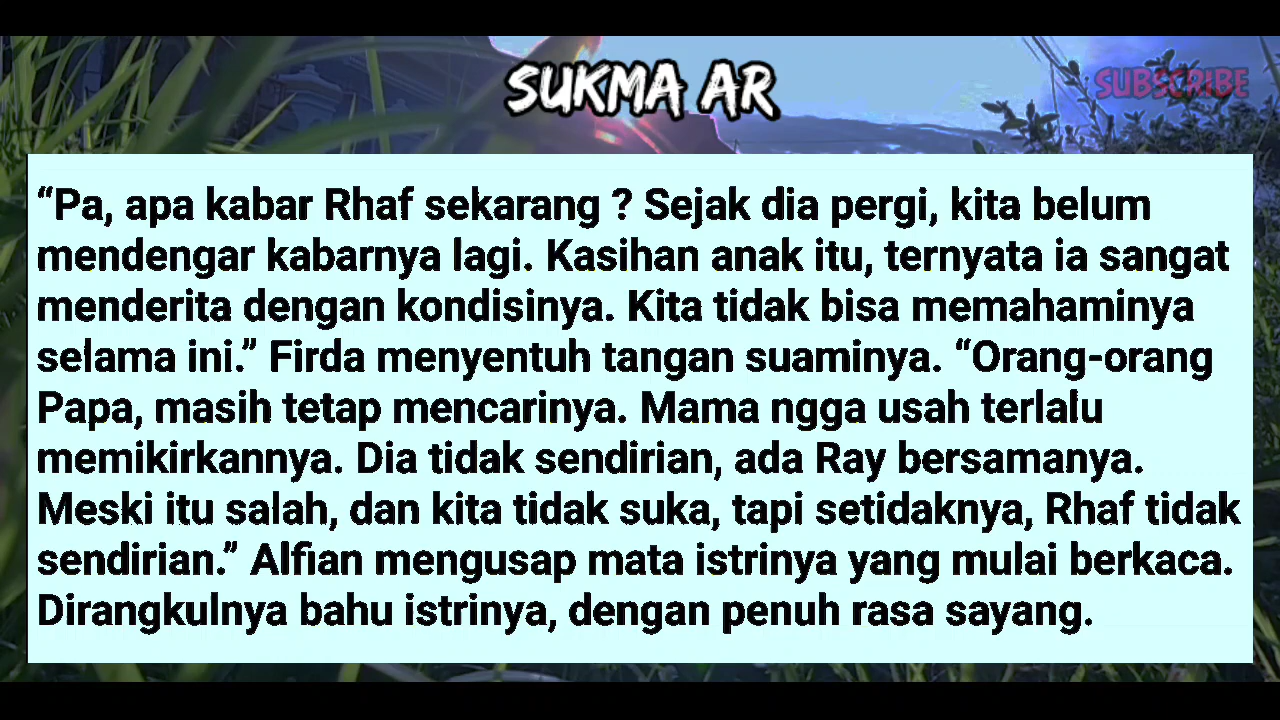 SUKMA AR
SUBSCRIBE
“Pa, apa kabar Rhaf sekarang ? Sejak dia pergi, kita belum
mendengar kabarnya lagi. Kasihan anak itu, ternyata ia sangat
menderita dengan kondisinya. Kita tidak bisa memahaminya
selama ini.” Firda menyentuh tangan suaminya. “Orang-orang
Papa, masih tetap mencarinya. Mama ngga usah terlalu
memikirkannya. Dia tidak sendirian, ada Ray bersamanya.
Meski itu salah, dan kita tidak suka, tapi setidaknya, Rhaf tidak
sendirian.” Alfian mengusap mata istrinya yang mulai berkaca.
Dirangkulnya bahu istrinya, dengan penuh rasa sayang.